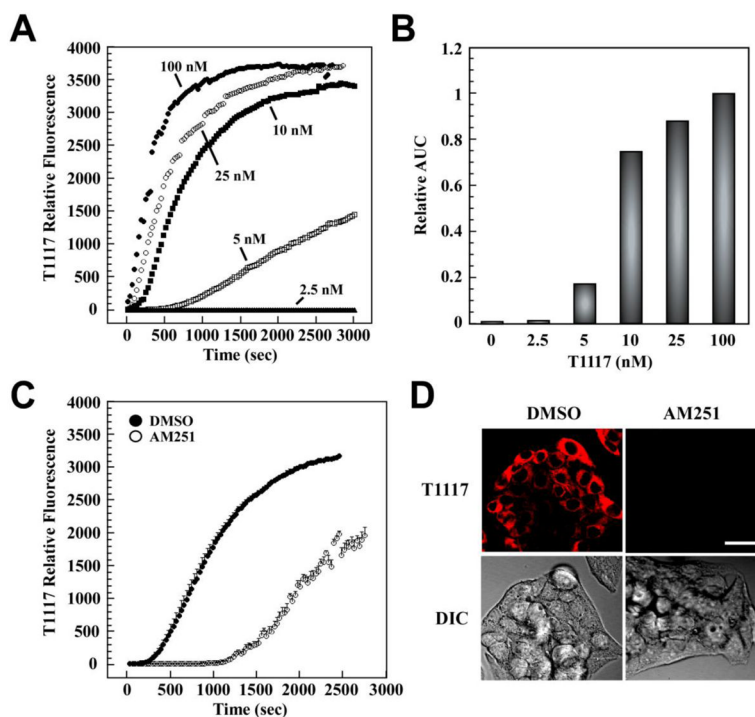 A
T1117 Relative Fluorescence
4000
3500
3000
2500
2000
1500
1000
500
0
100 nM
10 nM
25 nM
5 nM
2.5 nM
0 500 1000 1500 2000 2500 3000
Time (sec)
B
Relative AUC
1.2
1
0.8
0.6
0.4
0.2
0
0 2.5 5 10 25 100
T1117 (nM)
C
T1117 Relative Fluorescence
4000
3500
3000
2500
2000
1500
1000
500
0
DMSO
AM251
0 500 1000 1500 2000 2500 3000
Time (sec)
D
DMSO AM251
T1117
DIC